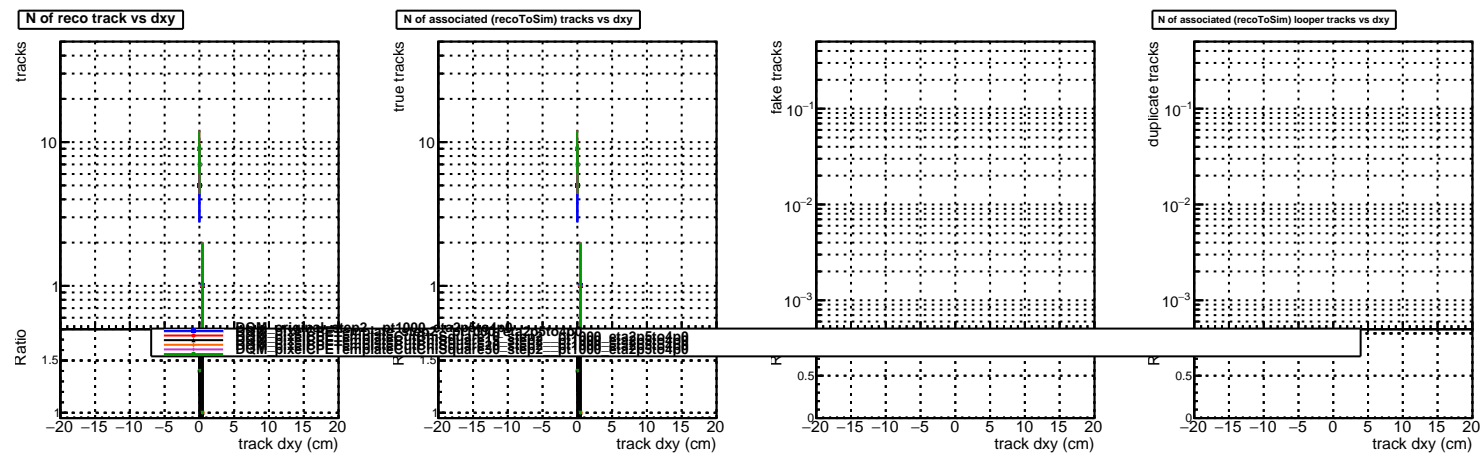 N of reco track vs dxy
N of associated (recoToSim) tracks vs dxy
N of associated (recoToSim) looper tracks vs dxy
tracks
10
1
Ratio
1.5
1
−20 −15 −10 −5 0 5 10 15 20
track dxy (cm)
true tracks
10
1
1.5
1
−20 −15 −10 −5 0 5 10 15 20
track dxy (cm)
fake tracks
10−1
10−2
10−3
0.5
0
−20 −15 −10 −5 0 5 10 15 20
track dxy (cm)
duplicate tracks
10−1
10−2
10−3
0.5
0
−20 −15 −10 −5 0 5 10 15 20
track dxy (cm)